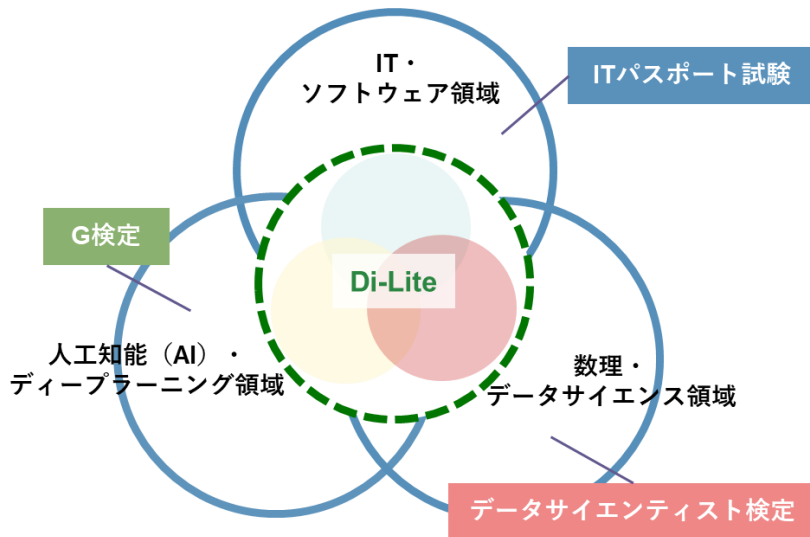 IT・
ソフトウェア領域
ITパスポート試験
G検定
Di-Lite
人工知能（AI）・
ディープラーニング領域
数理・
データサイエンス領域
データサイエンティスト検定